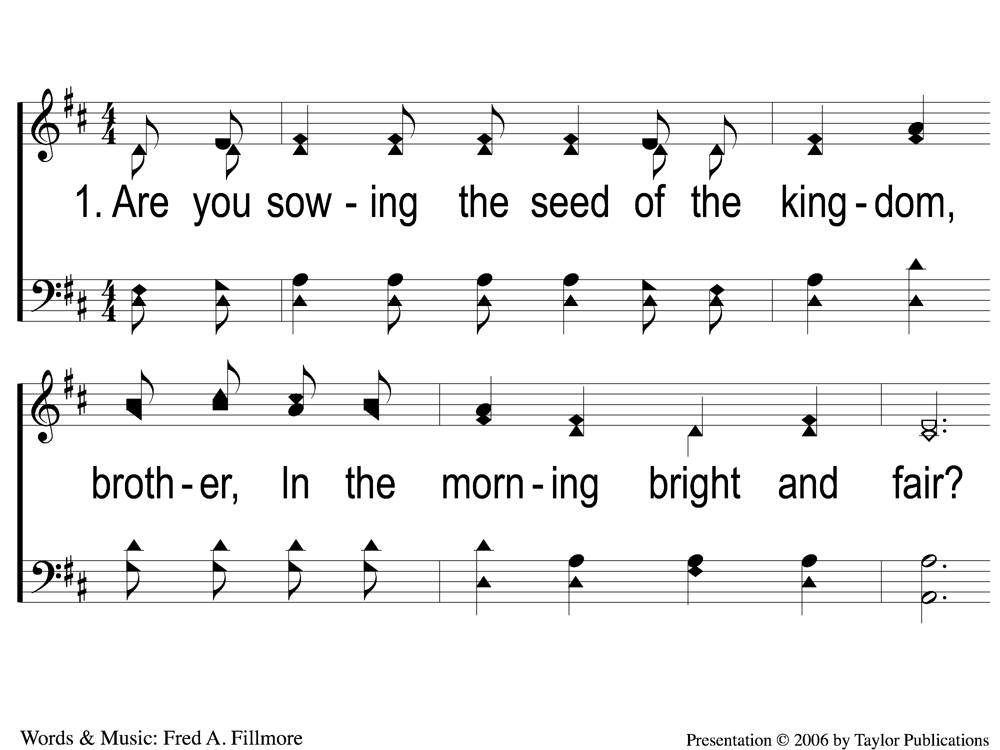 1. Are you sow - ing the seed of the king - dom,
broth - er, In the morn - ing bright and fair?
Words & Music: Fred A. Fillmore
Presentation © 2006 by Taylor Publications